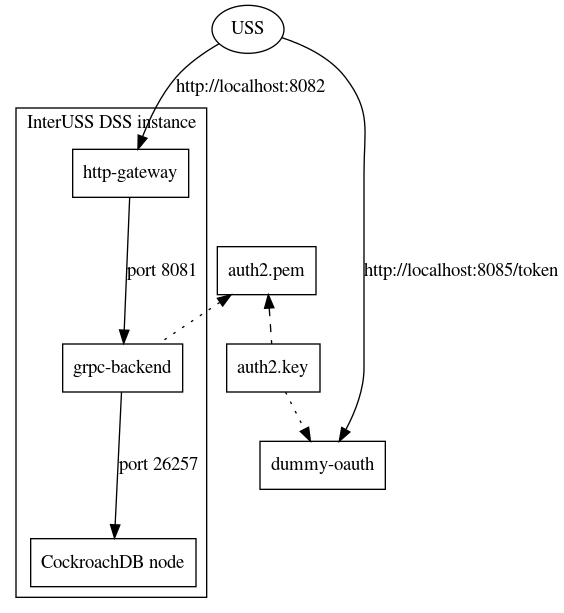 USS
http://localhost:8082
InterUSS DSS instance
http-gateway
port 8081
auth2.pem
http://localhost:8085/token
grpc-backend
auth2.key
port 26257
dummy-oauth
CockroachDB node